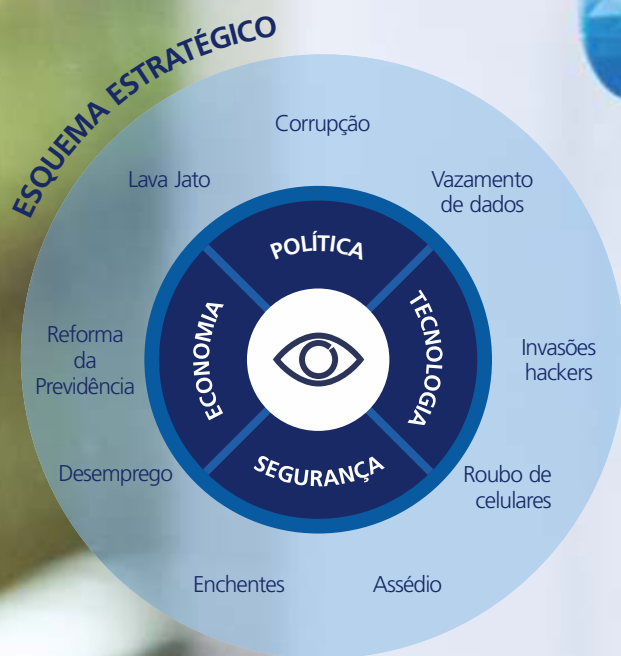 ESQUEMA ESTRATÉGICO
Corrupção
Lava Jato
Vazamento
de dados
POLÍTICA
ECONOMIA
TECNOLOGIA
Reforma
da
Previdência
Invasões
hackers
SEGURANÇA
Desemprego
Roubo de
celulares
Enchentes
Assédio